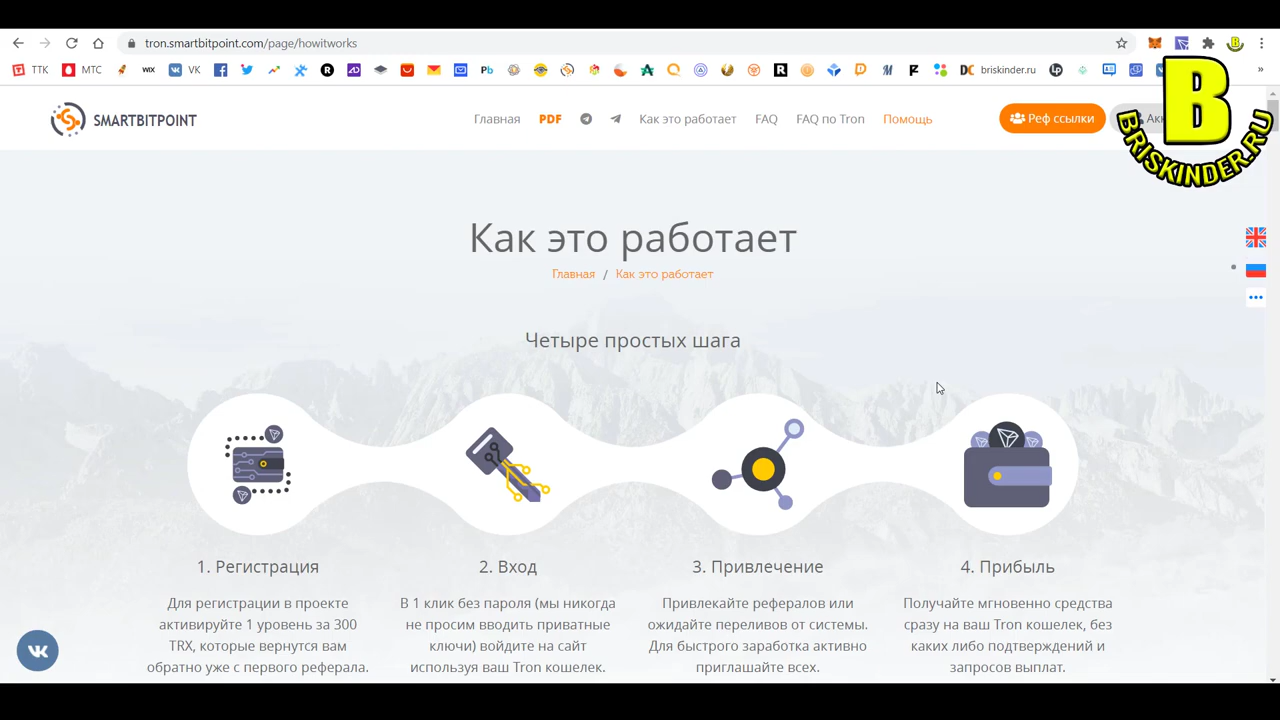 tron.smartbitpoint.com/page/howitworks
ТТК
МТС
WIX
VK
Pb
DC
briskinder.ru
Lp
»
SMARTBITPOINT
Главная
PDF
Как это работает
FAQ
FAQ по Tron
Помощь
Реф ссылки
B
BRISKINDER.RU
Как это работает
Главная / Как это работает
Четыре простых шага
1. Регистрация
Для регистрации в проекте
активируйте 1 уровень за 300
TRX, которые вернутся вам
обратно уже с первого реферала.
2. Вход
В 1 клик без пароля (мы никогда
не просим вводить приватные
ключи) войдите на сайт
используя ваш Tron кошелек.
3. Привлечение
Привлекайте рефералов или
ожидайте переливов от системы.
Для быстрого заработка активно
приглашайте всех.
4. Прибыль
Получайте мгновенно средства
сразу на ваш Tron кошелек, без
каких либо подтверждений и
запросов выплат.